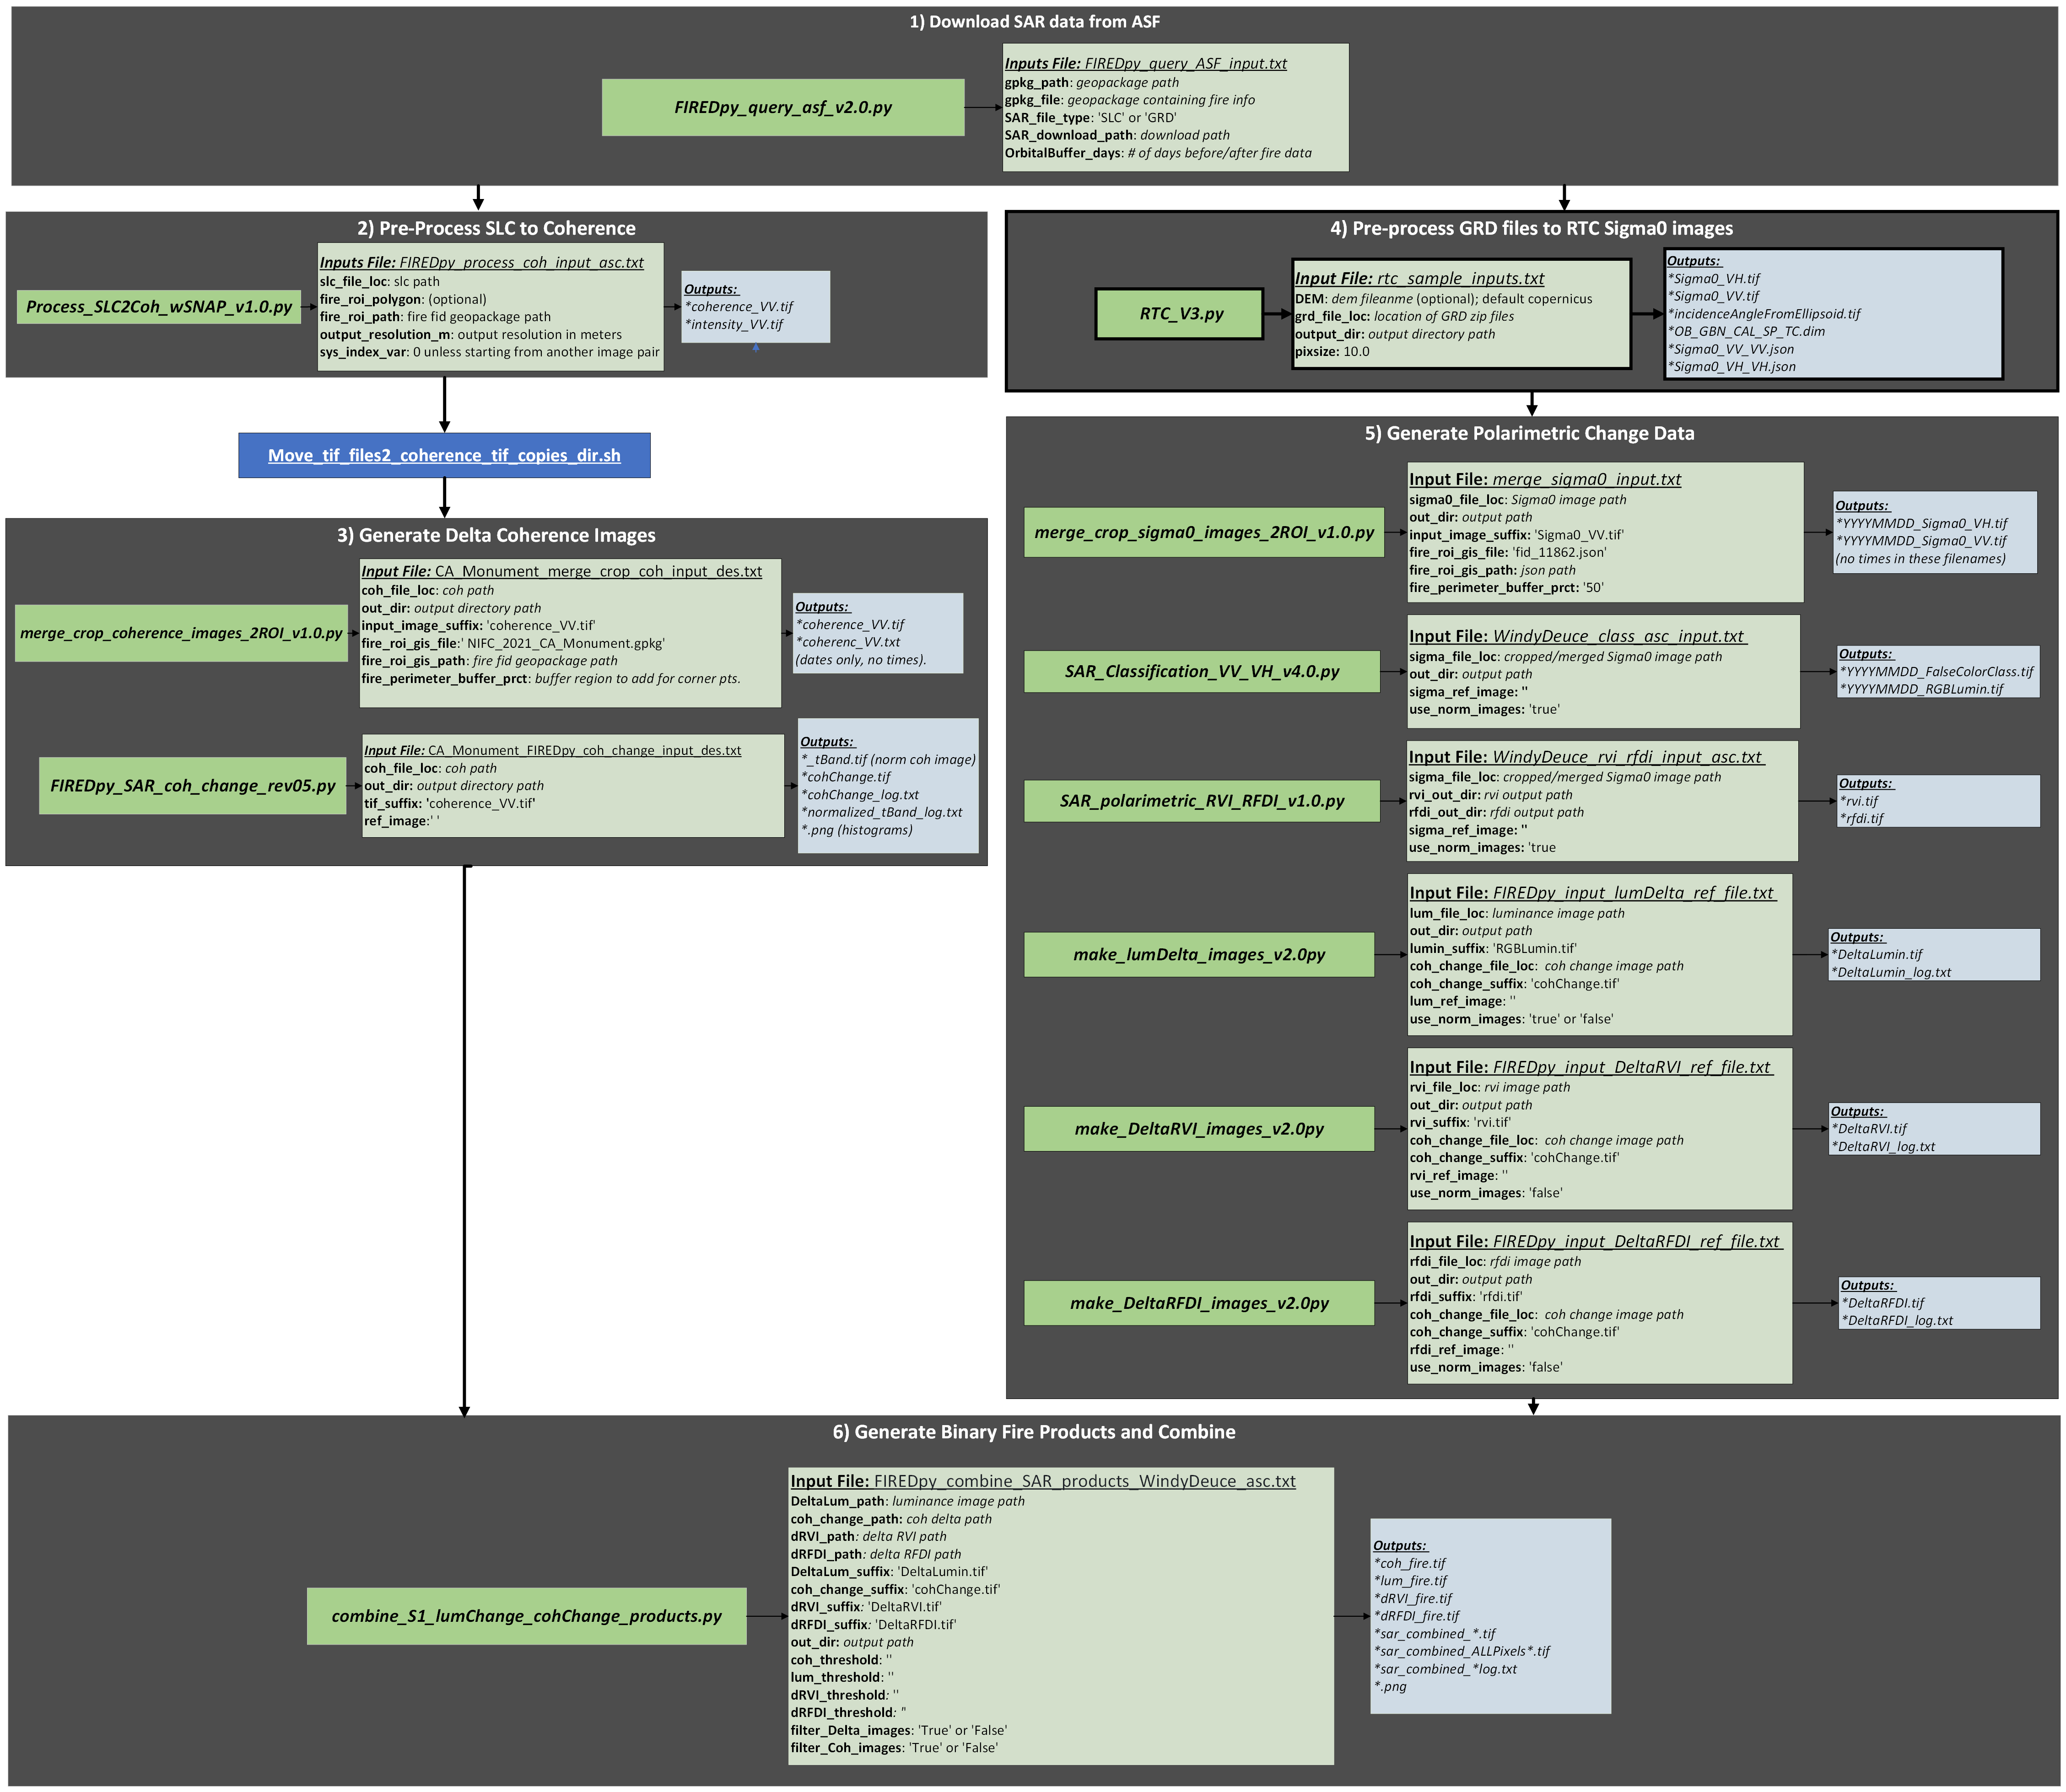 1) Download SAR data from ASF
FIREDpy_query_asf_v2.0.py
Inputs File: FIREDpy_query_ASF_input.txt
gpkg_path: geopackage path
gpkg_file: geopackage containing fire info
SAR_file_type: 'SLC' or 'GRD'
SAR_download_path: download path
OrbitalBuffer_days: # of days before/after fire data
2) Pre-Process SLC to Coherence
Process_SLC2Coh_wSNAP_v1.0.py
Inputs File: FIREDpy_process_coh_input_asc.txt
slc_file_loc: slc path
fire_roi_polygon: (optional)
fire_roi_path: fire fid geopackage path
output_resolution_m: output resolution in meters
sys_index_var: 0 unless starting from another image pair
Outputs:
*coherence_VV.tif
*intensity_VV.tif
Move_tif_files2_coherence_tif_copies_dir.sh
3) Generate Delta Coherence Images
merge_crop_coherence_images_2ROI_v1.0.py
Input File: CA_Monument_merge_crop_coh_input_des.txt
coh_file_loc: coh path
out_dir: output directory path
input_image_suffix: 'coherence_VV.tif'
fire_roi_gis_file:' NIFC_2021_CA_Monument.gpkg'
fire_roi_gis_path: fire fid geopackage path
fire_perimeter_buffer_prct: buffer region to add for corner pts.
Outputs:
*coherence_VV.tif
*coherenc_VV.txt
(dates only, no times).
FIREDpy_SAR_coh_change_rev05.py
Input File: CA_Monument_FIREDpy_coh_change_input_des.txt
coh_file_loc: coh path
out_dir: output directory path
tif_suffix: 'coherence_VV.tif'
ref_image:' '
Outputs:
*_tBand.tif (norm coh image)
*cohChange.tif
*cohChange_log.txt
*normalized_tBand_log.txt
*.png (histograms)
4) Pre-process GRD files to RTC Sigma0 images
RTC_V3.py
Input File: rtc_sample_inputs.txt
DEM: dem fileanme (optional); default copernicus
grd_file_loc: location of GRD zip files
output_dir: output directory path
pixsize: 10.0
Outputs:
*Sigma0_VH.tif
*Sigma0_VV.tif
*incidenceAngleFromEllipsoid.tif
*OB_GBN_CAL_SP_TC.dim
*Sigma0_VV_VV.json
*Sigma0_VH_VH.json
5) Generate Polarimetric Change Data
merge_crop_sigma0_images_2ROI_v1.0.py
Input File: merge_sigma0_input.txt
sigma0_file_loc: Sigma0 image path
out_dir: output path
input_image_suffix: 'Sigma0_VV.tif'
fire_roi_gis_file: 'fid_11862.json'
fire_roi_gis_path: json path
fire_perimeter_buffer_prct: '50'
Outputs:
*YYYYMMDD_Sigma0_VH.tif
*YYYYMMDD_Sigma0_VV.tif
(no times in these filenames)
SAR_Classification_VV_VH_v4.0.py
Input File: WindyDeuce_class_asc_input.txt
sigma_file_loc: cropped/merged Sigma0 image path
out_dir: output path
sigma_ref_image: ''
use_norm_images: 'true'
Outputs:
*YYYYMMDD_FalseColorClass.tif
*YYYYMMDD_RGBLumin.tif
SAR_polarimetric_RVI_RFDI_v1.0.py
Input File: WindyDeuce_rvi_rfdi_input_asc.txt
sigma_file_loc: cropped/merged Sigma0 image path
rvi_out_dir: rvi output path
rfdi_out_dir: rfdi output path
sigma_ref_image: ''
use_norm_images: 'true
Outputs:
*rvi.tif
*rfdi.tif
make_lumDelta_images_v2.0py
Input File: FIREDpy_input_lumDelta_ref_file.txt
lum_file_loc: luminance image path
out_dir: output path
lumin_suffix: 'RGBLumin.tif'
coh_change_file_loc: coh change image path
coh_change_suffix: 'cohChange.tif'
lum_ref_image: ''
use_norm_images: 'true' or 'false'
Outputs:
*DeltaLumin.tif
*DeltaLumin_log.txt
make_DeltaRVI_images_v2.0py
Input File: FIREDpy_input_DeltaRVI_ref_file.txt
rvi_file_loc: rvi image path
out_dir: output path
rvi_suffix: 'rvi.tif'
coh_change_file_loc: coh change image path
coh_change_suffix: 'cohChange.tif'
rvi_ref_image: ''
use_norm_images: 'false'
Outputs:
*DeltaRVI.tif
*DeltaRVI_log.txt
make_DeltaRFDI_images_v2.0py
Input File: FIREDpy_input_DeltaRFDI_ref_file.txt
rfdi_file_loc: rfdi image path
out_dir: output path
rfdi_suffix: 'rfdi.tif'
coh_change_file_loc: coh change image path
coh_change_suffix: 'cohChange.tif'
rfdi_ref_image: ''
use_norm_images: 'false'
Outputs:
*DeltaRFDI.tif
*DeltaRFDI_log.txt
6) Generate Binary Fire Products and Combine
combine_S1_lumChange_cohChange_products.py
Input File: FIREDpy_combine_SAR_products_WindyDeuce_asc.txt
DeltaLum_path: luminance image path
coh_change_path: coh delta path
dRVI_path: delta RVI path
dRFDI_path: delta RFDI path
DeltaLum_suffix: 'DeltaLumin.tif'
coh_change_suffix: 'cohChange.tif'
dRVI_suffix: 'DeltaRVI.tif'
dRFDI_suffix: 'DeltaRFDI.tif'
out_dir: output path
coh_threshold: ''
lum_threshold: ''
dRVI_threshold: ''
dRFDI_threshold: ''
filter_Delta_images: 'True' or 'False'
filter_Coh_images: 'True' or 'False'
Outputs:
*coh_fire.tif
*lum_fire.tif
*dRVI_fire.tif
*dRFDI_fire.tif
*sar_combined_*.tif
*sar_combined_ALLPixels*.tif
*sar_combined_*log.txt
*.png